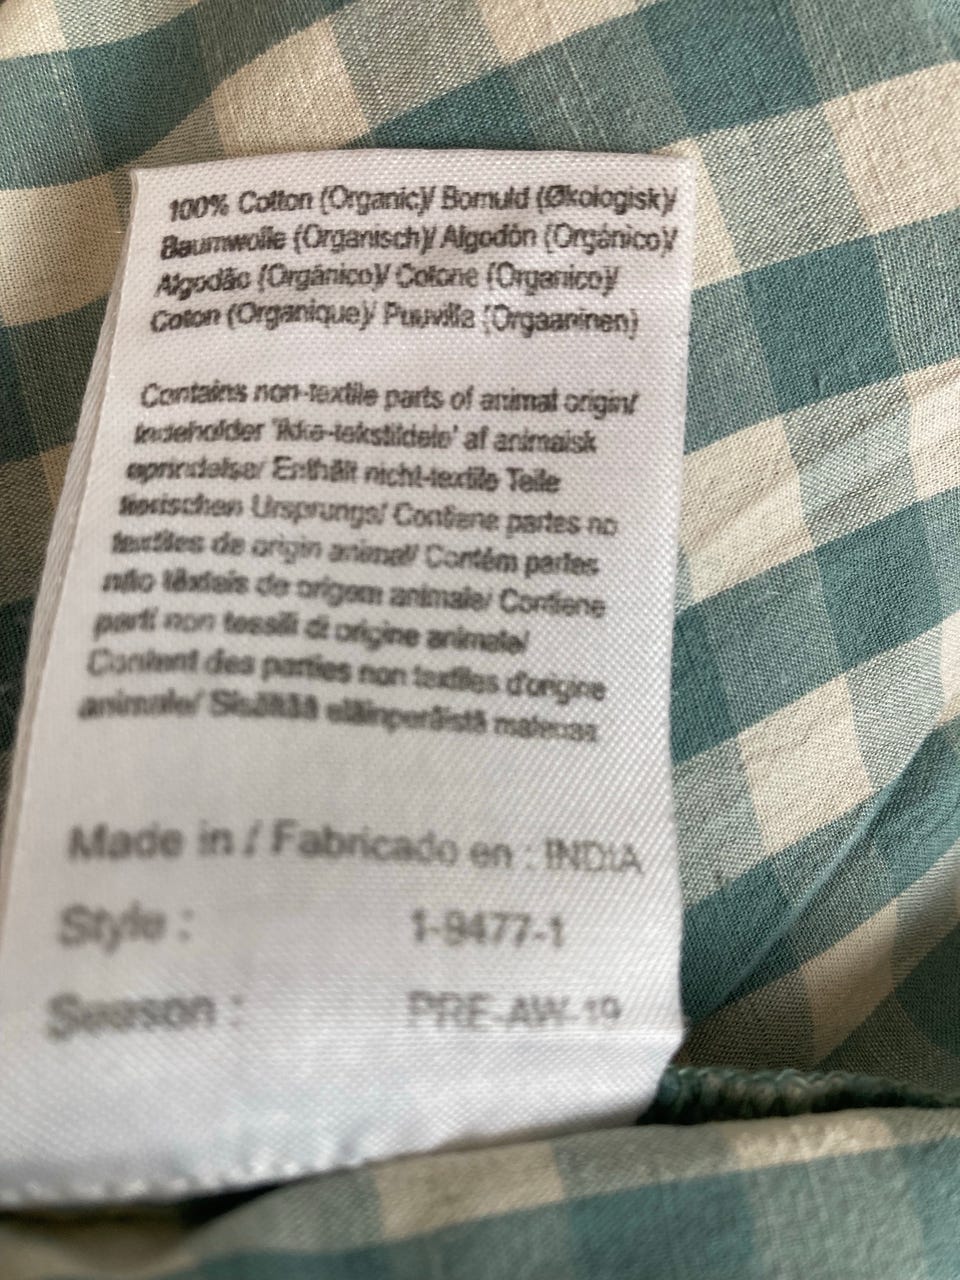 100% Cotton (Organic)/ Bomuld (Økologisk)/
Baumwolle (Organisch)/ Algodón (Orgánico)/
Algodão (Orgânico)/ Cotone (Organico)/
Coton (Organique)/ Puuvilla (Orgaaninen)
Contains non-textile parts of animal origin/
Indeholder 'ikke-tekstildele' af animalsk
oprindelse/ Enthält nicht-textile Teile
tierischen Ursprungs/ Contiene partes no
textiles de origin animal/ Contém partes
não têxteis de origem animale/ Contiene
parti non tessili di origine animale/
Contient des parties non textiles d'origine
animale/ Sisältää eläinperäistä
Made in / Fabricado en : INDIA
Style : 1-9477-1
Season : PRE-AW-19